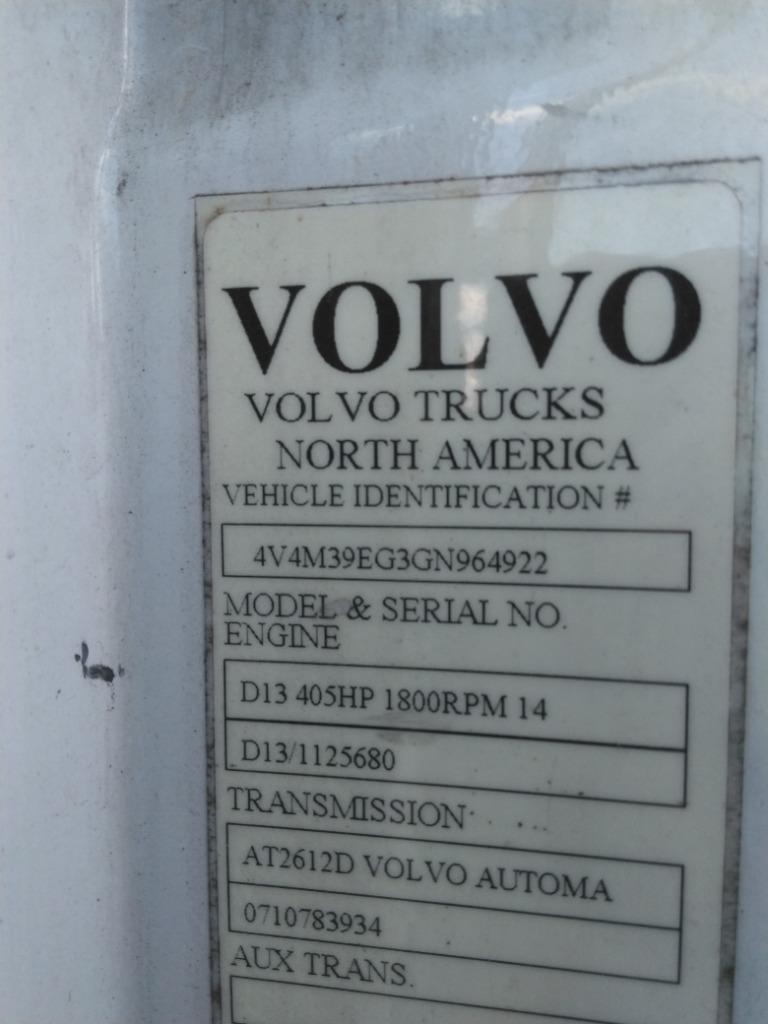 VOLVO
VOLVO TRUCKS
NORTH AMERICA
VEHICLE IDENTIFICATION #
4V4M39EG3GN964922
MODEL & SERIAL NO.
ENGINE
D13 405HP 1800RPM 14
D13/1125680
TRANSMISSION
AT2612D VOLVO AUTOMA
0710783934
AUX TRANS.